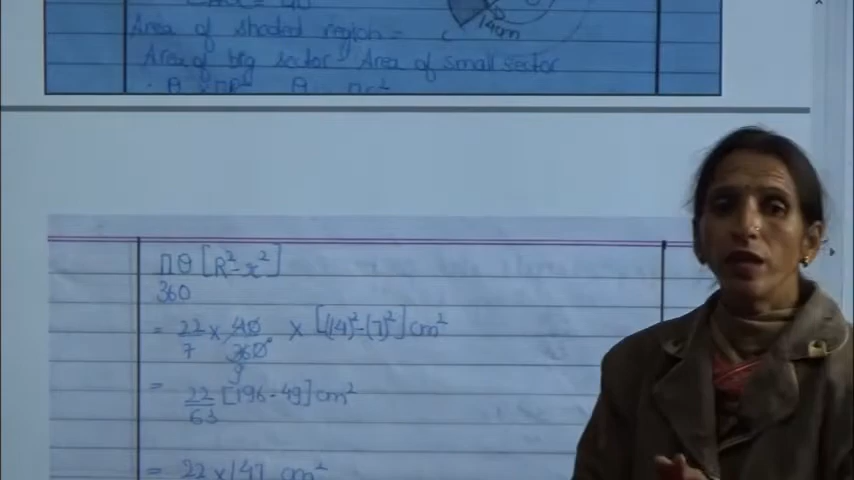 14cm
Area of shaded region =
Area of big sector - Area of small sector
πθ [R²-r²]
360
= 22 x 40 x [(14)²-(7)²] cm²
7 360°
9
= 22 [196-49] cm²
63
= 22 x 147 cm²